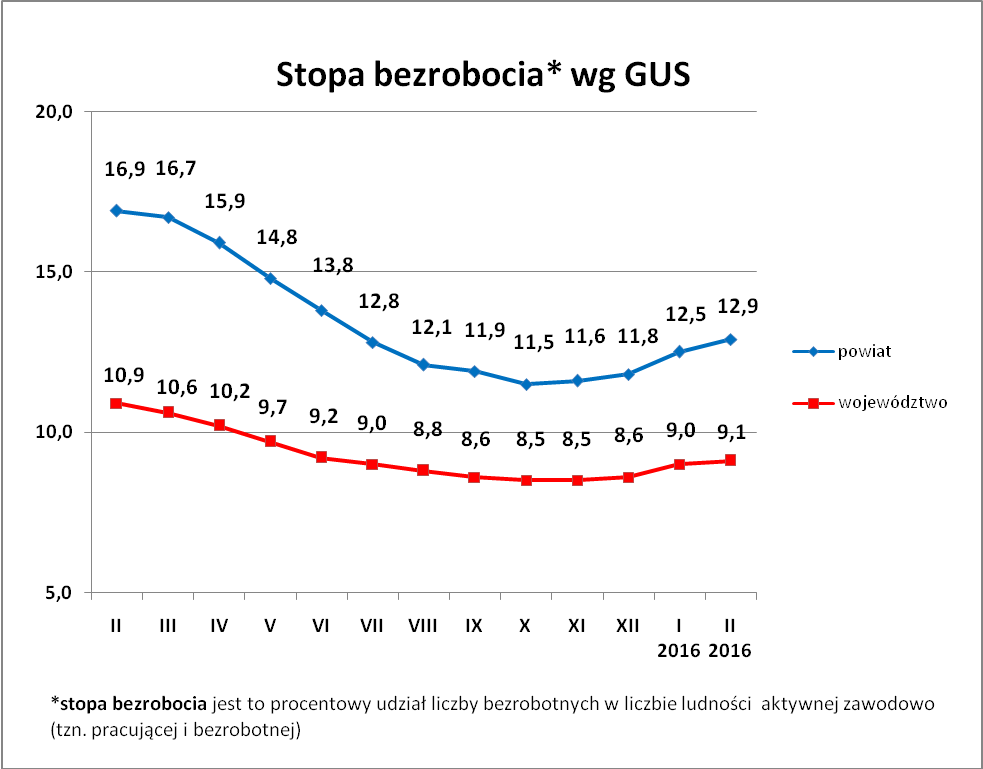 Stopa bezrobocia* wg GUS
20,0
15,0
10,0
5,0
16,9 16,7 15,9 14,8 13,8 12,8 12,1 11,9 11,5 11,6 11,8 12,5 12,9
10,9 10,6 10,2 9,7 9,2 9,0 8,8 8,6 8,5 8,5 8,6 9,0 9,1
powiat
województwo
II III IV V VI VII VIII IX X XI XII I II
2016 2016
*stopa bezrobocia jest to procentowy udział liczby bezrobotnych w liczbie ludności aktywnej zawodowo
(tzn. pracującej i bezrobotnej)